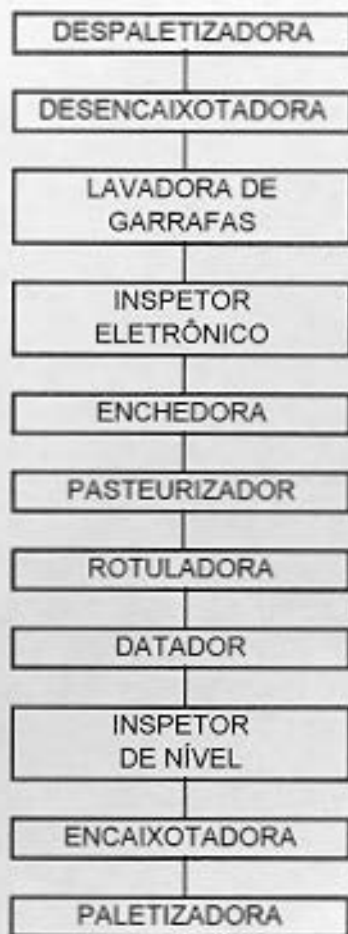 DESPALETIZADORA
DESENCAIXOTADORA
LAVADORA DE
GARRAFAS
INSPETOR
ELETRÔNICO
ENCHEDORA
PASTEURIZADOR
ROTULADORA
DATADOR
INSPETOR
DE NÍVEL
ENCAIXOTADORA
PALETIZADORA